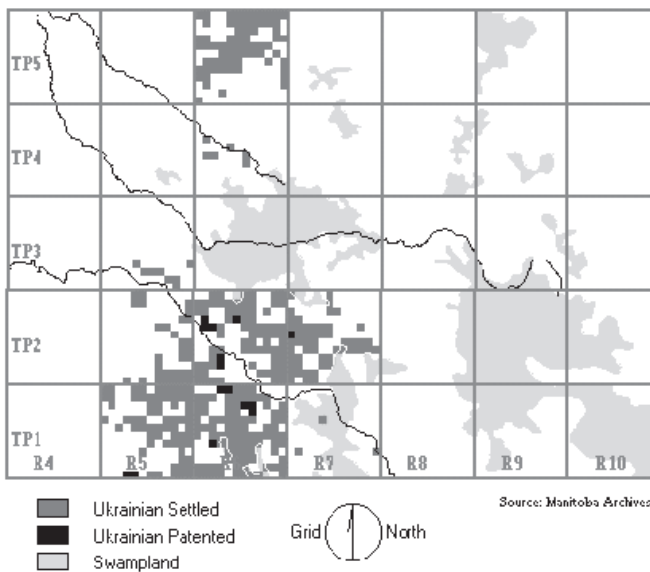 TP5
TP4
TP3
TP2
TP1
R4 R5 R7 R8 R9 R10
Ukrainian Settled
Ukrainian Patented
Swampland
Grid North
Source: Manitoba Archives